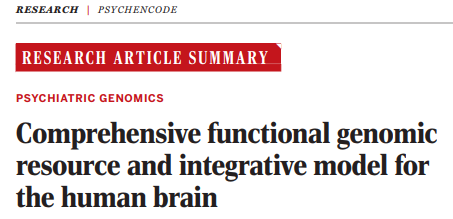 RESEARCH | PSYCHENCODE
RESEARCH ARTICLE SUMMARY
PSYCHIATRIC GENOMICS
Comprehensive functional genomic
resource and integrative model for
the human brain